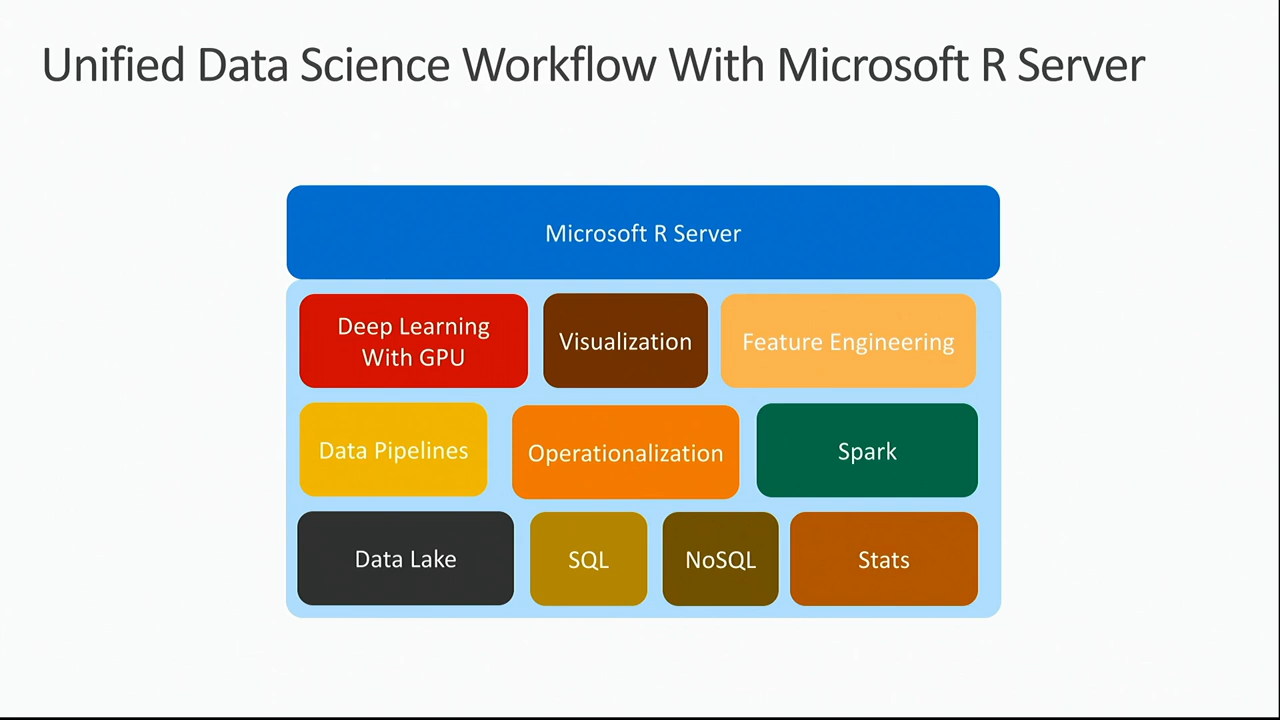 Unified Data Science Workflow With Microsoft R Server
Microsoft R Server
Deep Learning
With GPU
Visualization
Feature Engineering
Data Pipelines
Operationalization
Spark
Data Lake
SQL
NoSQL
Stats